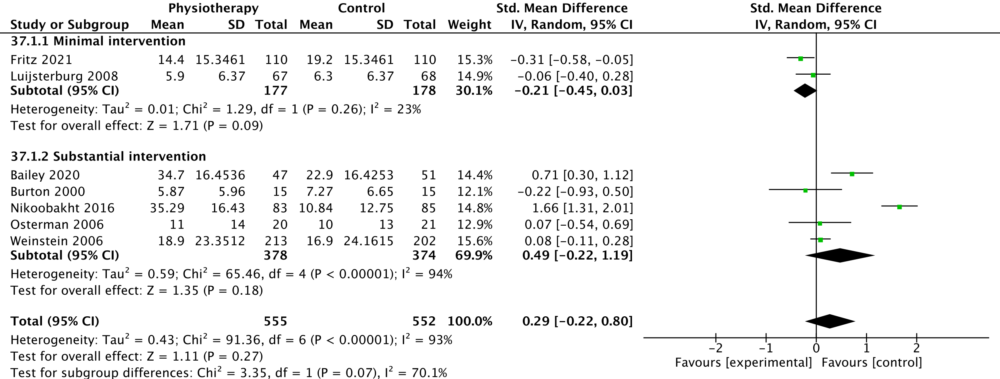 Physiotherapy Control Std. Mean Difference Std. Mean Difference
Study or Subgroup Mean SD Total Mean SD Total Weight IV, Random, 95% CI IV, Random, 95% CI
37.1.1 Minimal intervention
Fritz 2021 14.4 15.3461 110 19.2 15.3461 110 15.3% -0.31 [-0.58, -0.05]
Luijsterburg 2008 5.9 6.37 67 6.3 6.37 68 14.9% -0.06 [-0.40, 0.28]
Subtotal (95% CI) 177 178 30.1% -0.21 [-0.45, 0.03]
Heterogeneity: Tau² = 0.01; Chi² = 1.29, df = 1 (P = 0.26); I² = 23%
Test for overall effect: Z = 1.71 (P = 0.09)
37.1.2 Substantial intervention
Bailey 2020 34.7 16.4536 47 22.9 16.4253 51 14.4% 0.71 [0.30, 1.12]
Burton 2000 5.87 5.96 15 7.27 6.65 15 12.1% -0.22 [-0.93, 0.50]
Nikoobakht 2016 35.29 16.43 83 10.84 12.75 85 14.8% 1.66 [1.31, 2.01]
Osterman 2006 11 14 20 10 13 21 12.9% 0.07 [-0.54, 0.69]
Weinstein 2006 18.9 23.3512 213 16.9 24.1615 202 15.6% 0.08 [-0.11, 0.28]
Subtotal (95% CI) 378 374 69.9% 0.49 [-0.22, 1.19]
Heterogeneity: Tau² = 0.59; Chi² = 65.46, df = 4 (P < 0.00001); I² = 94%
Test for overall effect: Z = 1.35 (P = 0.18)
Total (95% CI) 555 552 100.0% 0.29 [-0.22, 0.80]
Heterogeneity: Tau² = 0.43; Chi² = 91.36, df = 6 (P < 0.00001); I² = 93%
Test for overall effect: Z = 1.11 (P = 0.27)
Test for subgroup differences: Chi² = 3.35, df = 1 (P = 0.07), I² = 70.1%
-2 -1 0 1 2
Favours [experimental] Favours [control]